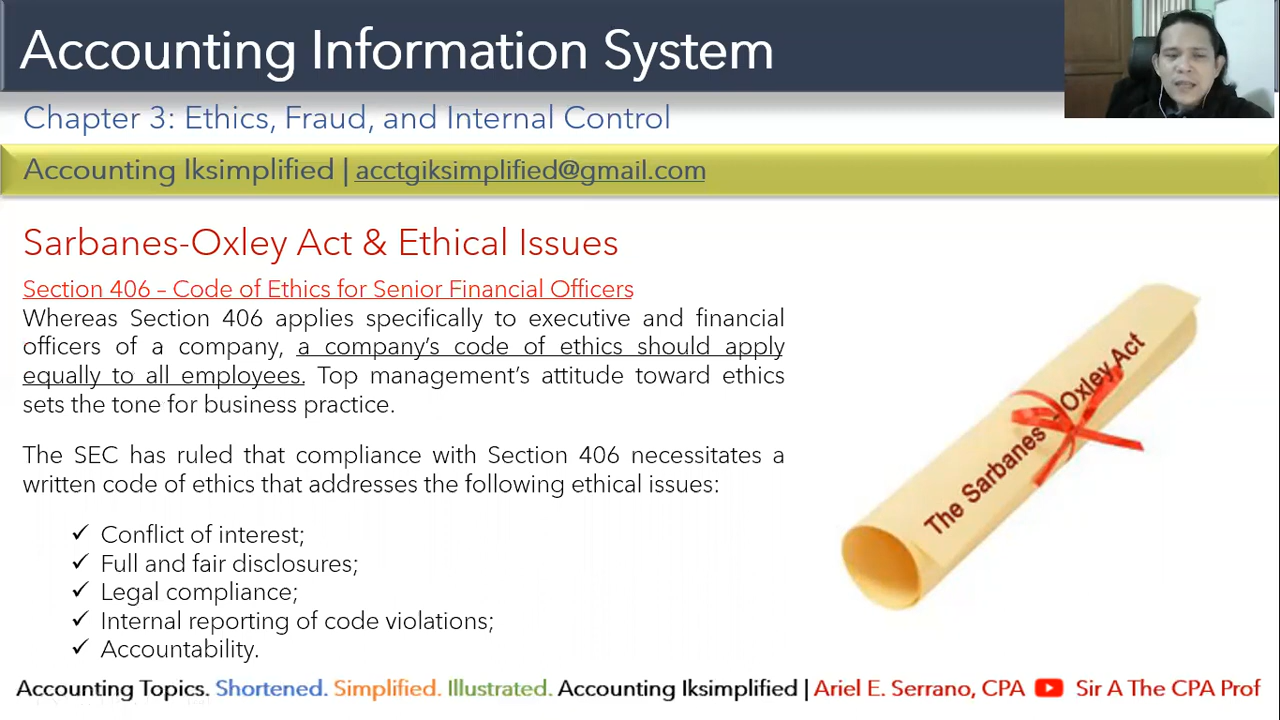 Accounting Information System
Chapter 3: Ethics, Fraud, and Internal Control
Accounting Iksimplified | acctgiksimplified@gmail.com
Sarbanes-Oxley Act & Ethical Issues
Section 406 – Code of Ethics for Senior Financial Officers
Whereas Section 406 applies specifically to executive and financial
officers of a company, a company's code of ethics should apply
equally to all employees. Top management's attitude toward ethics
sets the tone for business practice.
The SEC has ruled that compliance with Section 406 necessitates a
written code of ethics that addresses the following ethical issues:
✓ Conflict of interest;
✓ Full and fair disclosures;
✓ Legal compliance;
✓ Internal reporting of code violations;
✓ Accountability.
The Sarbanes - Oxley Act
Accounting Topics. Shortened. Simplified. Illustrated. Accounting Iksimplified | Ariel E. Serrano, CPA Sir A The CPA Prof